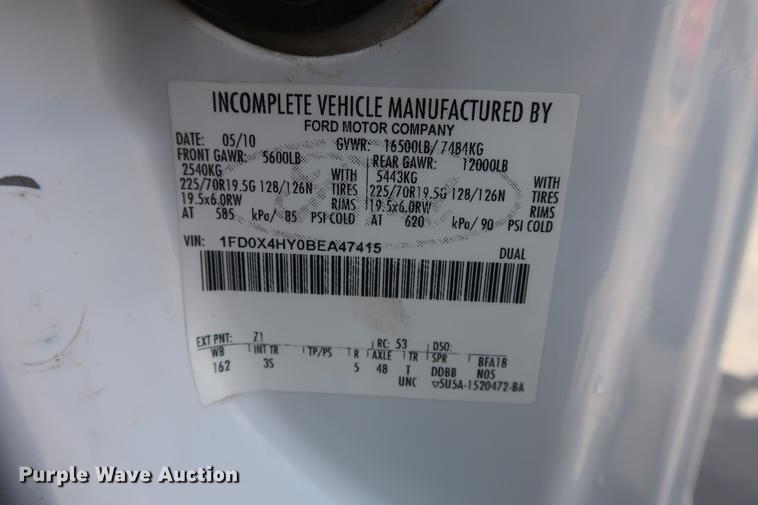 INCOMPLETE VEHICLE MANUFACTURED BY
FORD MOTOR COMPANY
DATE: 05/10 GVWR: 16500LB/ 7484KG
FRONT GAWR: 5600LB REAR GAWR: 12000LB
2540KG WITH 5443KG WITH
225/70R19.5G 128/126N TIRES 225/70R19.5G 128/126N TIRES
19.5x6.0RW RIMS 19.5x6.0RW RIMS
AT 585 kPa/ 85 PSI COLD AT 620 kPa/ 90 PSI COLD
VIN: 1FD0X4HY0BEA47415 DUAL
EXT PNT: Z1 RC: 53 DSO:
WB INT TR TP/PS R AXLE TR SPR BFA18
162 3S 5 48 T DDBB N05
UNC 5U5A-1520472-BA
Purple Wave Auction